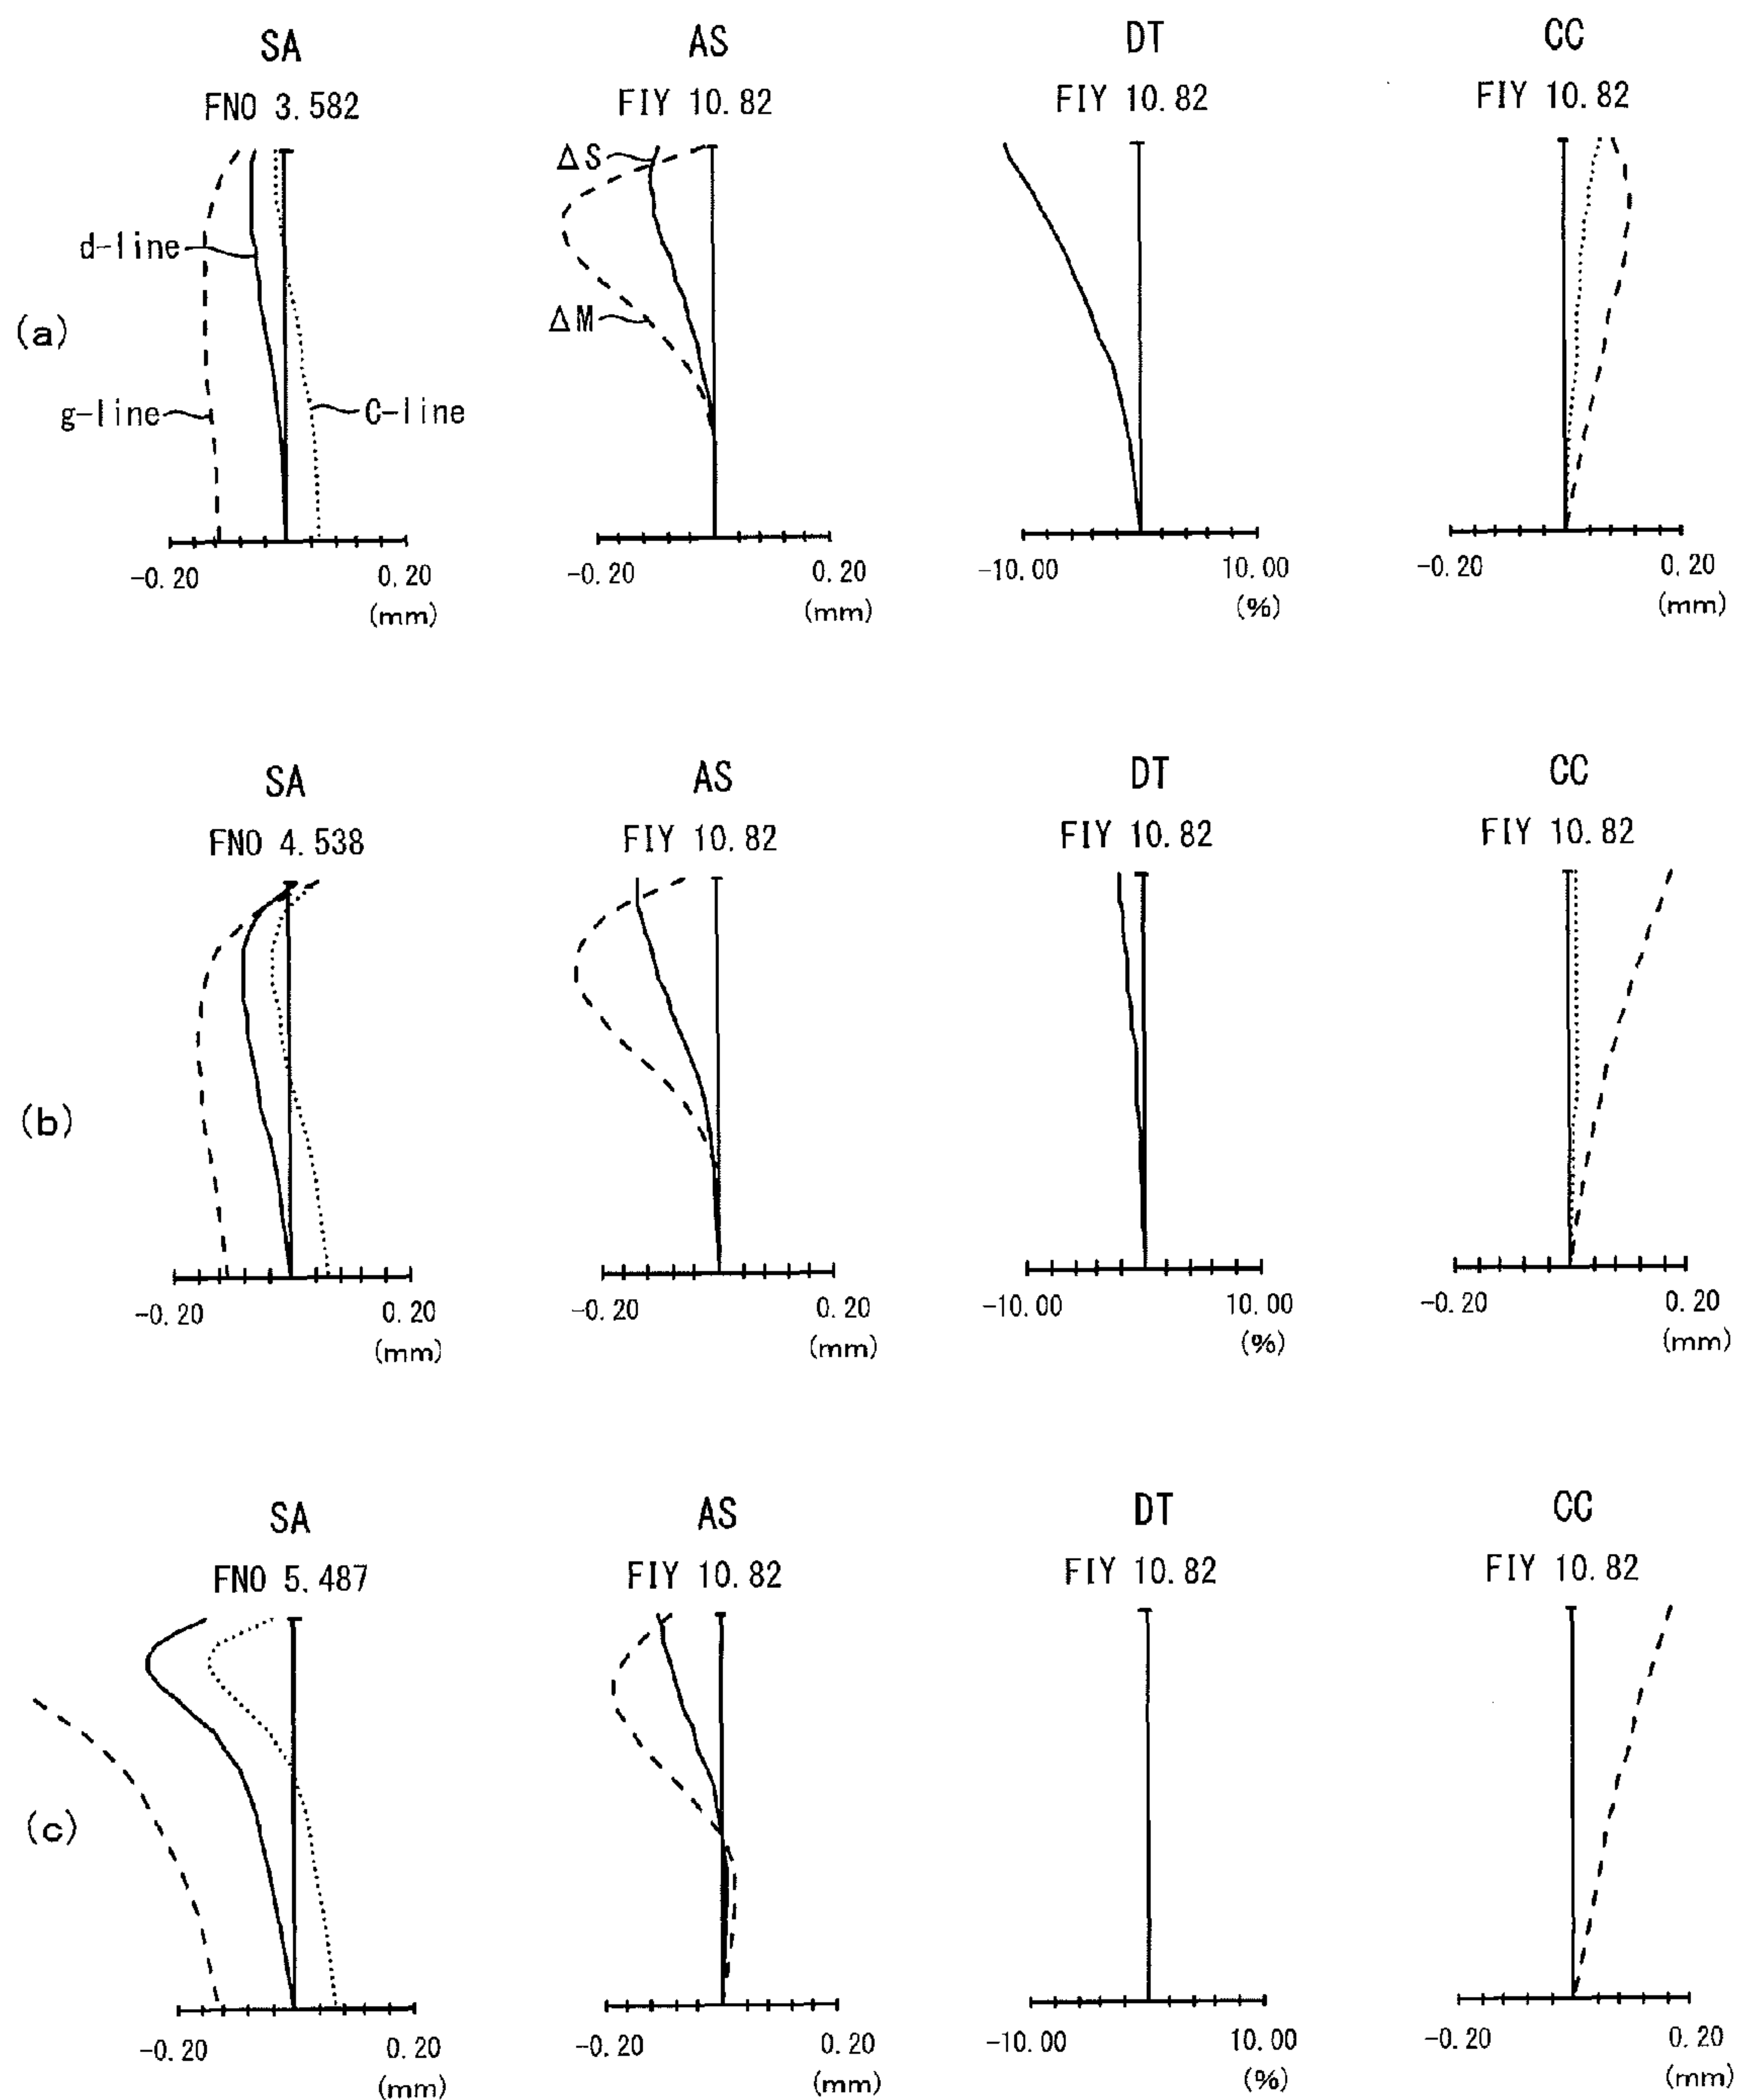 SA AS DT CC
FNO 3.582 FIY 10.82 FIY 10.82 FIY 10.82
ΔS
d-line
ΔM
(a)
g-line C-line
-0.20 0.20 -0.20 0.20 -10.00 10.00 -0.20 0.20
(mm) (mm) (%) (mm)
SA AS DT CC
FNO 4.538 FIY 10.82 FIY 10.82 FIY 10.82
(b)
-0.20 0.20 -0.20 0.20 -10.00 10.00 -0.20 0.20
(mm) (mm) (%) (mm)
SA AS DT CC
FNO 5.487 FIY 10.82 FIY 10.82 FIY 10.82
(c)
-0.20 0.20 -0.20 0.20 -10.00 10.00 -0.20 0.20
(mm) (mm) (%) (mm)